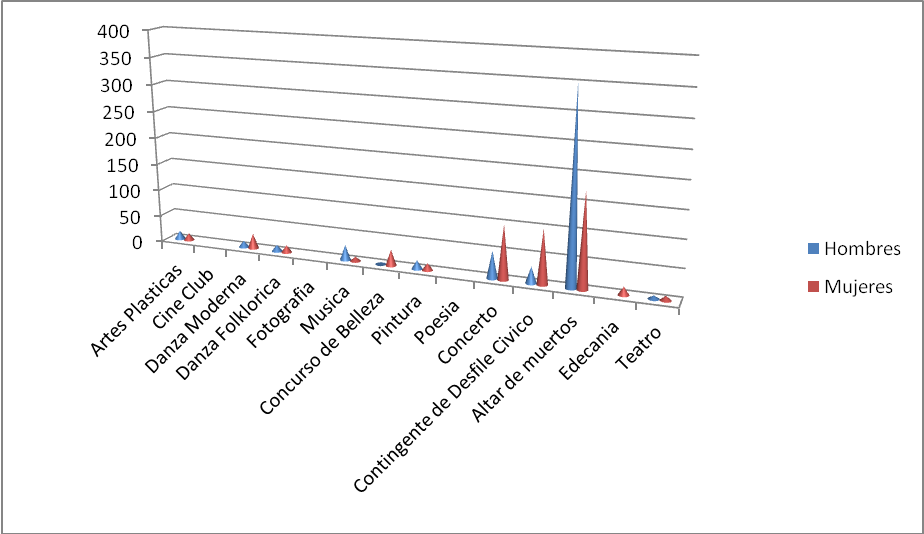 400
350
300
250
200
150
100
50
0
Artes Plasticas
Cine Club
Danza Moderna
Danza Folklorica
Fotografia
Musica
Concurso de Belleza
Pintura
Poesia
Concerto
Contingente de Desfile Civico
Altar de muertos
Edecania
Teatro
Hombres
Mujeres